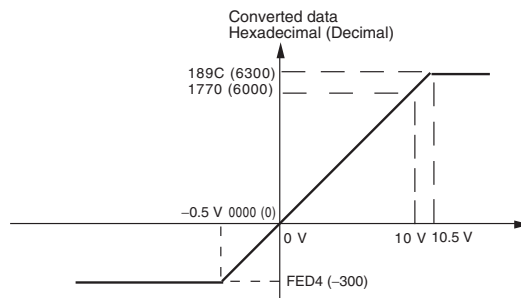 Converted data
Hexadecimal (Decimal)
189C (6300)
1770 (6000)
−0.5 V 0000 (0)
0 V
10 V 10.5 V
FED4 (−300)